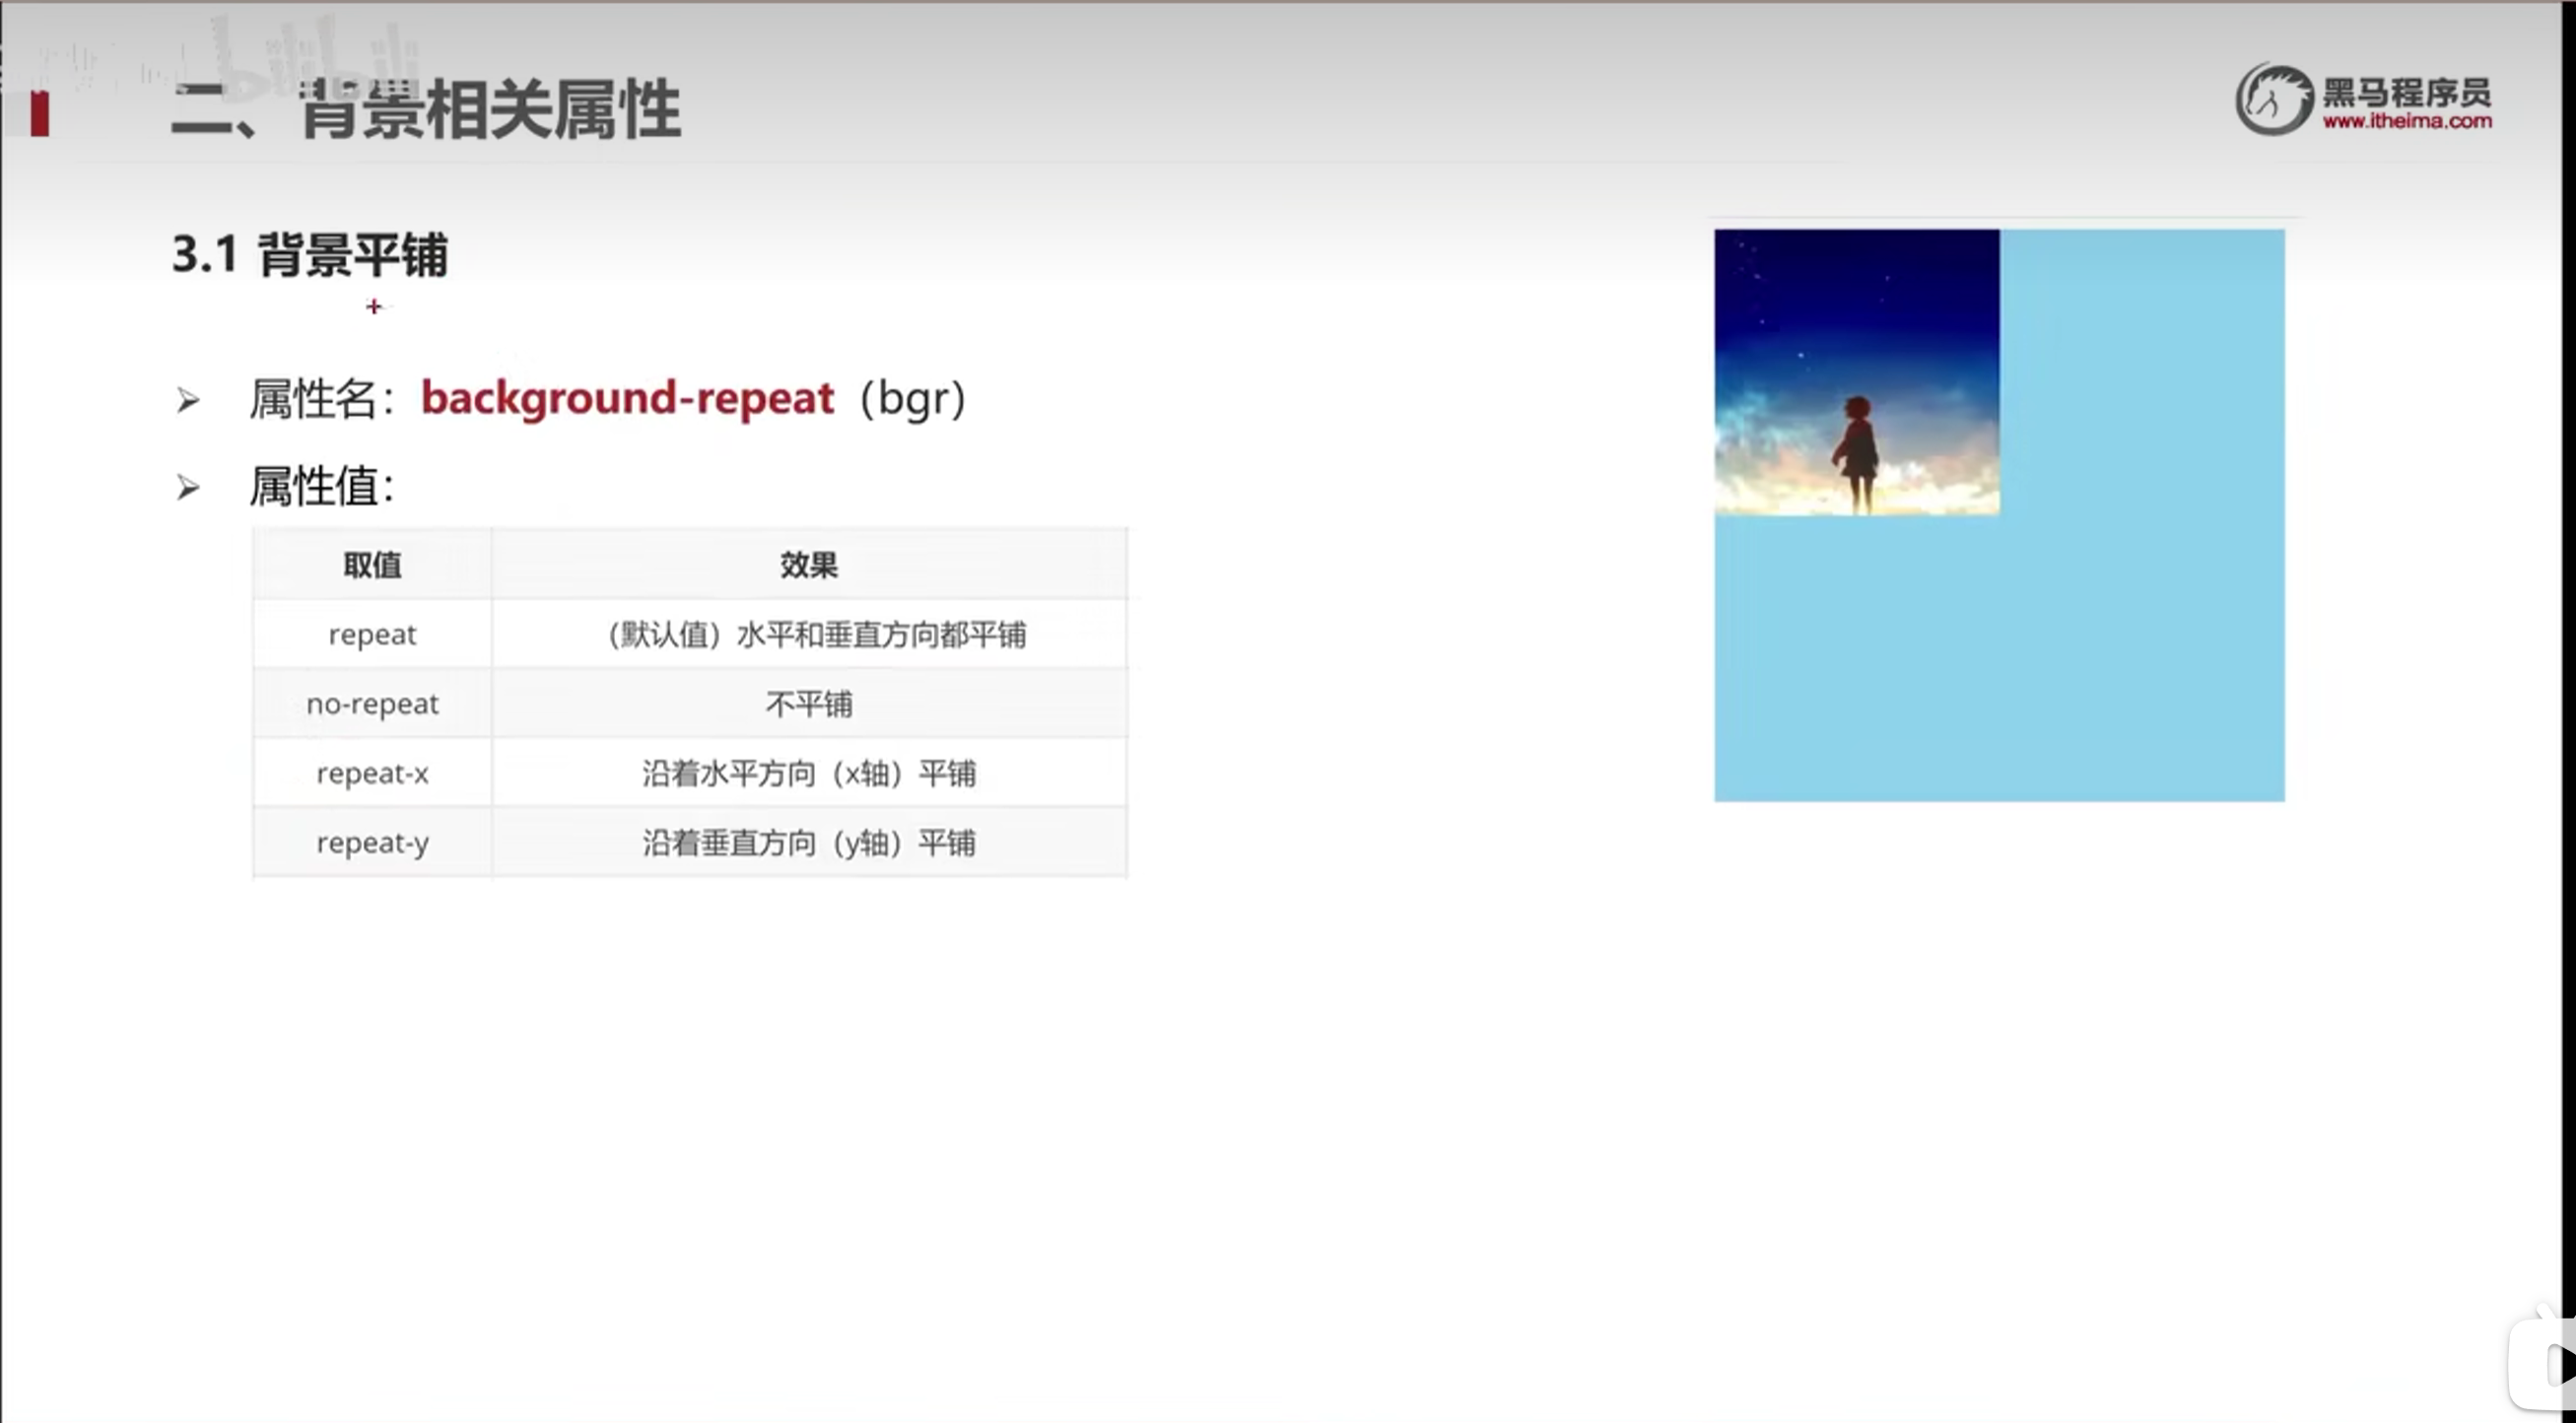 bilibili
二、背景相关属性
黑马程序员
www.itheima.com
3.1 背景平铺
属性名：background-repeat（bgr）
属性值：
取值 效果
repeat （默认值）水平和垂直方向都平铺
no-repeat 不平铺
repeat-x 沿着水平方向（x轴）平铺
repeat-y 沿着垂直方向（y轴）平铺